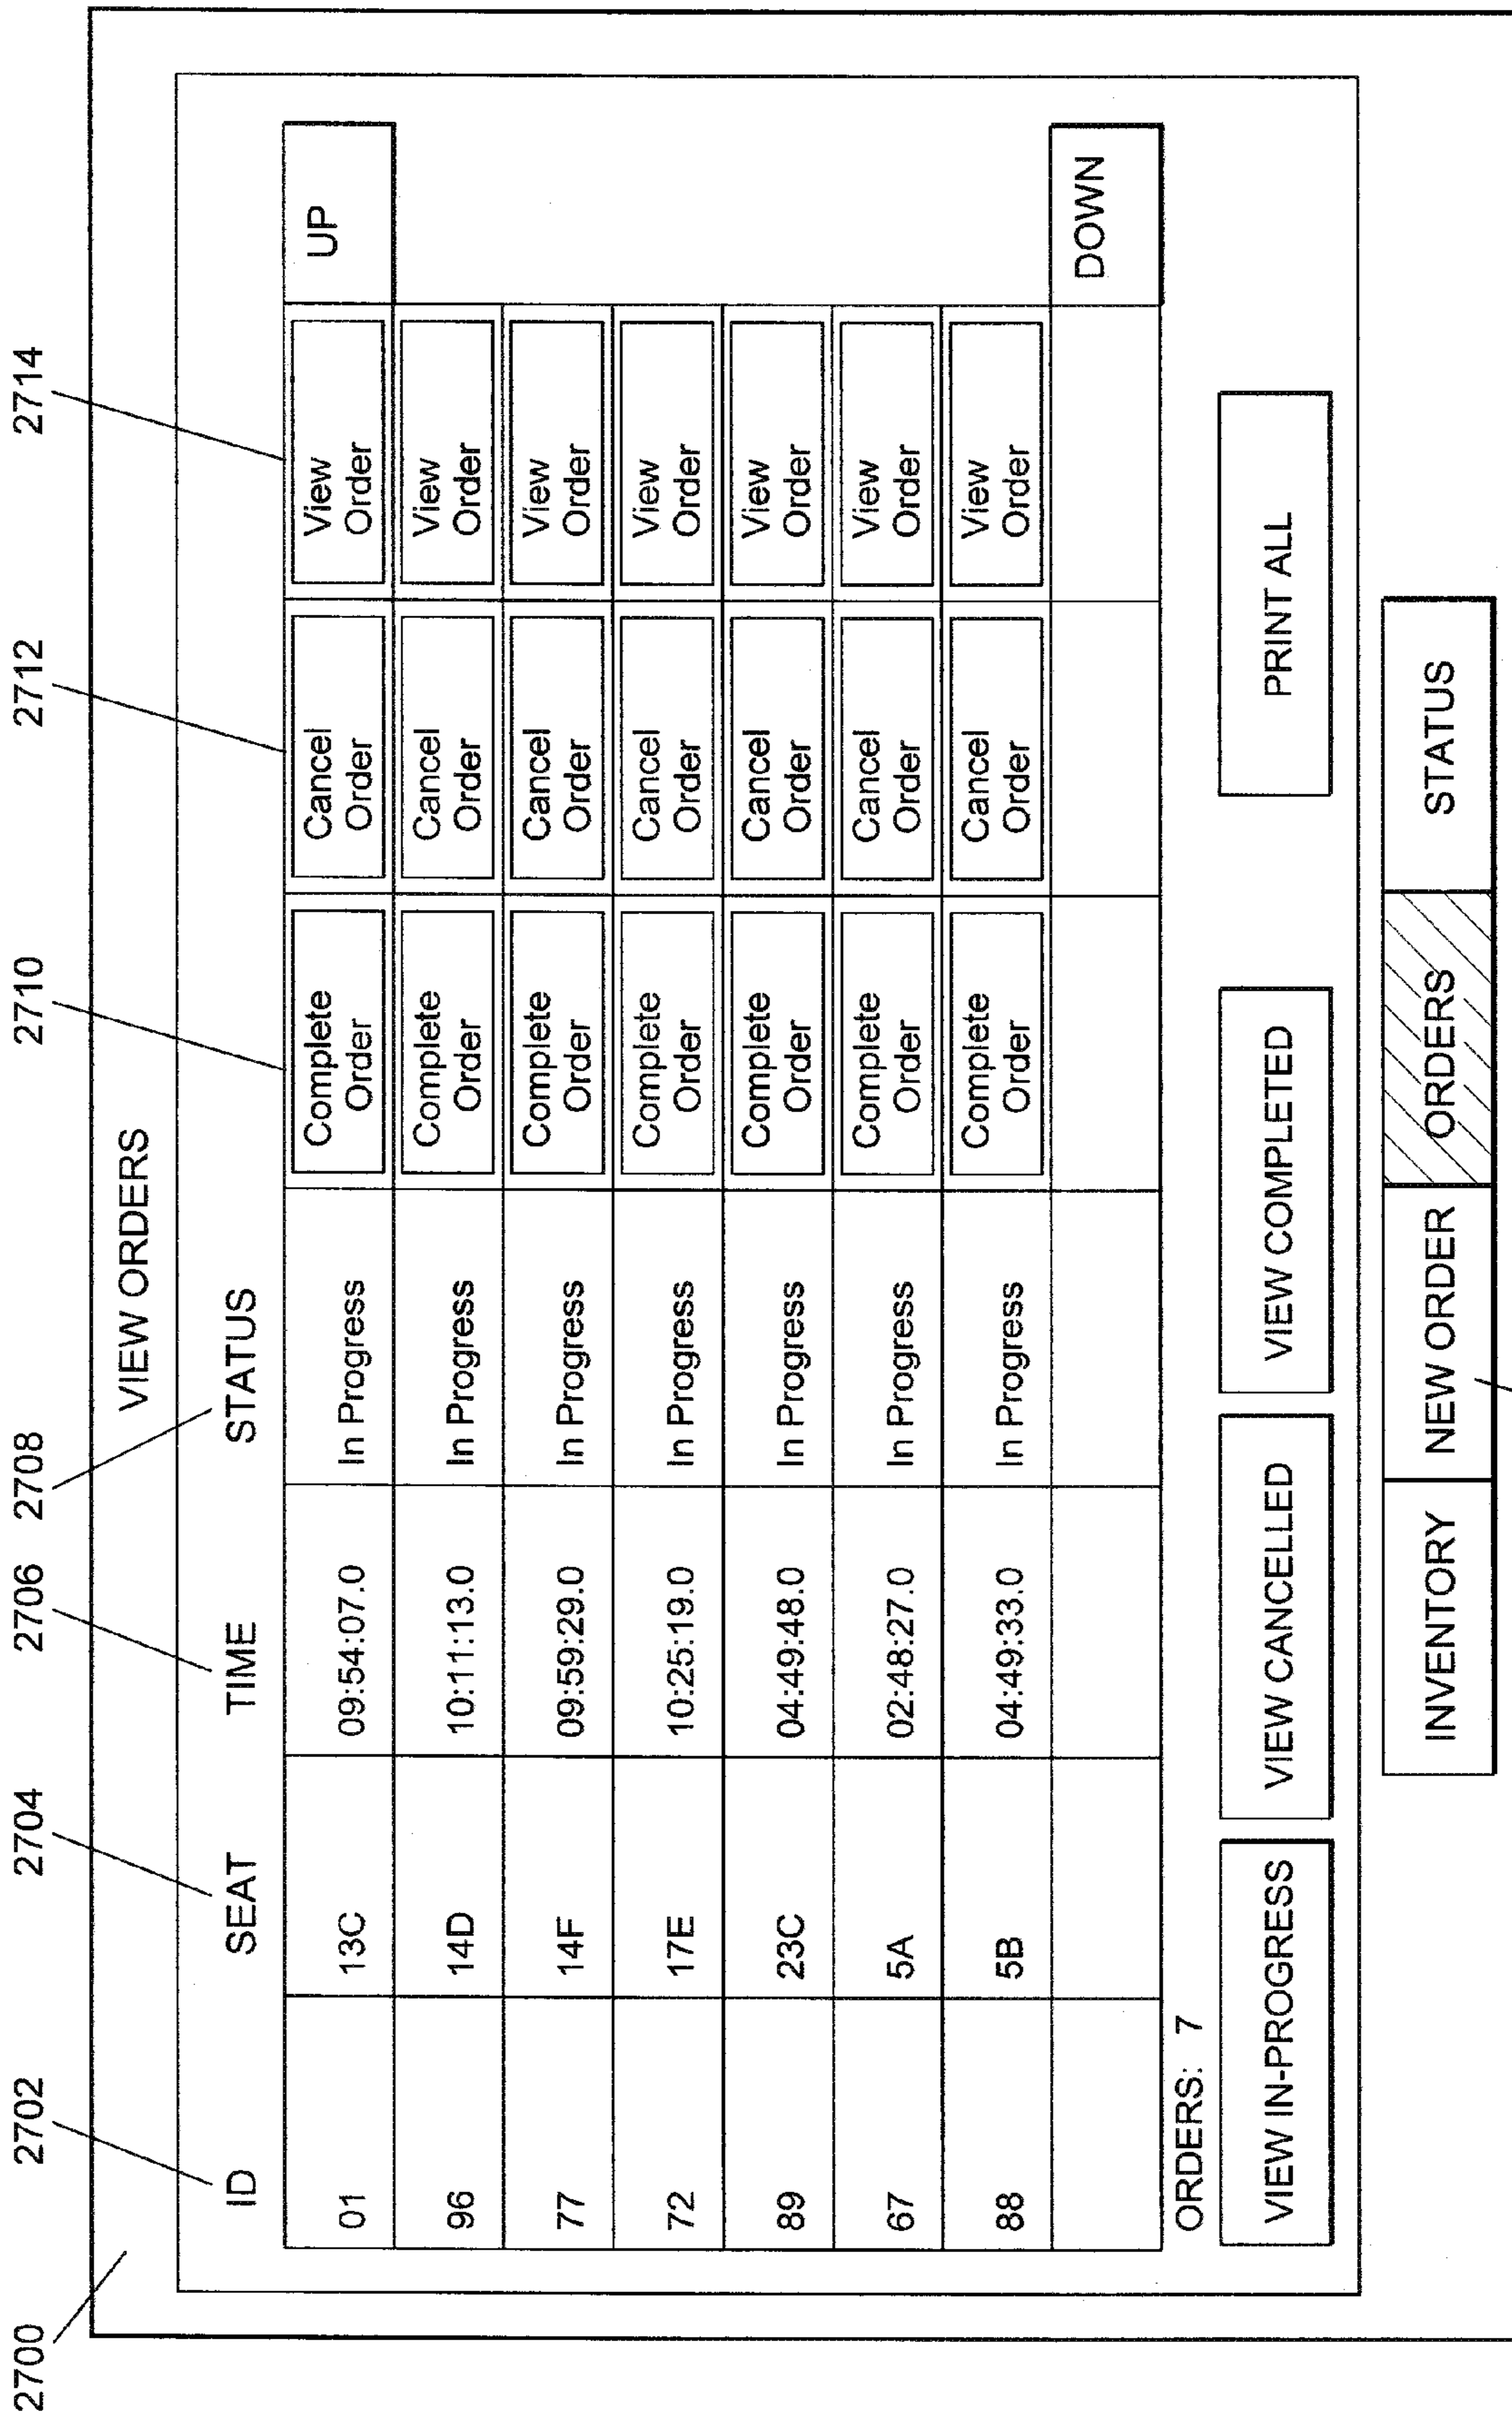 2700 2702 2704 2706 2708 2710 2712 2714
VIEW ORDERS
ID SEAT TIME STATUS
01 13C 09:54:07.0 In Progress Complete Order Cancel Order View Order UP
96 14D 10:11:13.0 In Progress Complete Order Cancel Order View Order
77 14F 09:59:29.0 In Progress Complete Order Cancel Order View Order
72 17E 10:25:19.0 In Progress Complete Order Cancel Order View Order
89 23C 04:49:48.0 In Progress Complete Order Cancel Order View Order
67 5A 02:48:27.0 In Progress Complete Order Cancel Order View Order
88 5B 04:49:33.0 In Progress Complete Order Cancel Order View Order
DOWN
ORDERS: 7
VIEW IN-PROGRESS VIEW CANCELLED VIEW COMPLETED PRINT ALL
INVENTORY NEW ORDER ORDERS STATUS